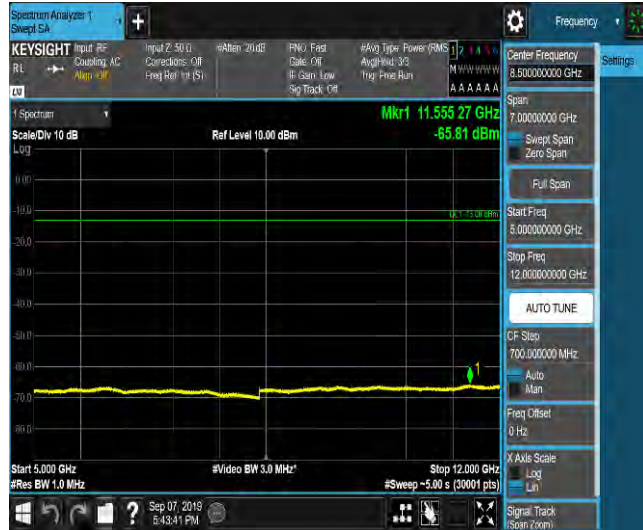 Spectrum Analyzer 1
Swept SA
Frequency
KEYSIGHT
RL
Input: RF
Coupling: AC
Align: Off
Input Z: 50 Ω
Corrections: Off
Freq Ref: Int (S)
#Atten: 20 dB
PNO: Fast
Gate: Off
IF Gain: Low
Sig Track: Off
#Avg Type: Power (RMS
Avg|Hold: 3/3
Trig: Free Run
1 2 3 4 5 6
M W W W W W
A A A A A A
LXI
1 Spectrum
Scale/Div 10 dB
Ref Level 10.00 dBm
Mkr1 11.555 27 GHz
-65.81 dBm
Log
0.00
-10.0
-20.0
-30.0
-40.0
-50.0
-60.0
-70.0
-80.0
DL1 -13.00 dBm
1
Start 5.000 GHz
#Res BW 1.0 MHz
#Video BW 3.0 MHz*
Stop 12.000 GHz
#Sweep ~5.00 s (30001 pts)
Sep 07, 2019
5:43:41 PM
Center Frequency
8.500000000 GHz
Settings
Span
7.00000000 GHz
Swept Span
Zero Span
Full Span
Start Freq
5.000000000 GHz
Stop Freq
12.000000000 GHz
AUTO TUNE
CF Step
700.000000 MHz
Auto
Man
Freq Offset
0 Hz
X Axis Scale
Log
Lin
Signal Track
(Span Zoom)